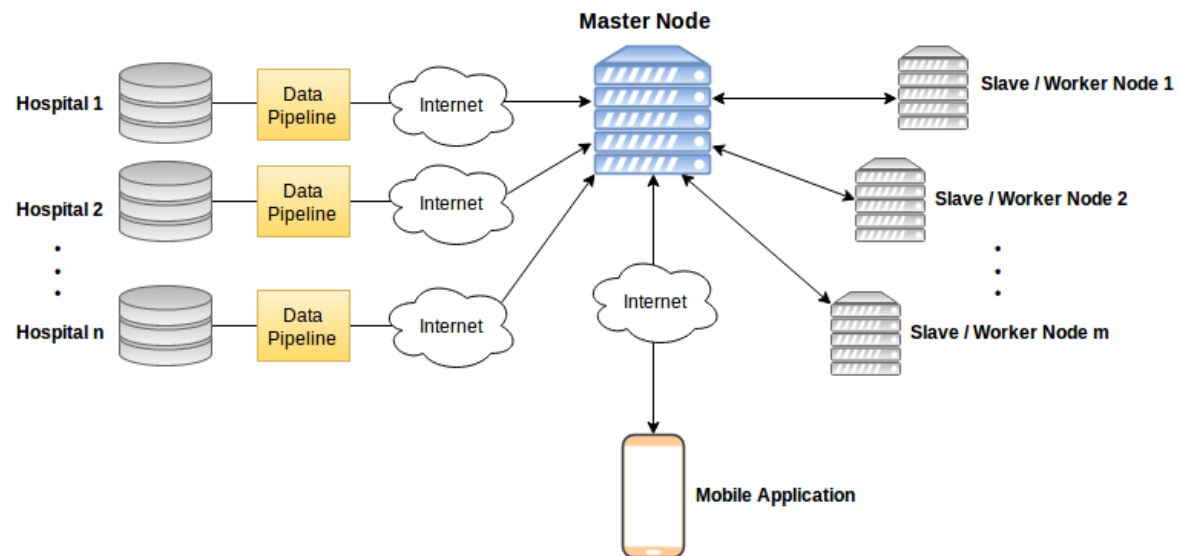 Master Node
Hospital 1
Data
Pipeline
Internet
Slave / Worker Node 1
Hospital 2
Data
Pipeline
Internet
Slave / Worker Node 2
Hospital n
Data
Pipeline
Internet
Internet
Slave / Worker Node m
Mobile Application